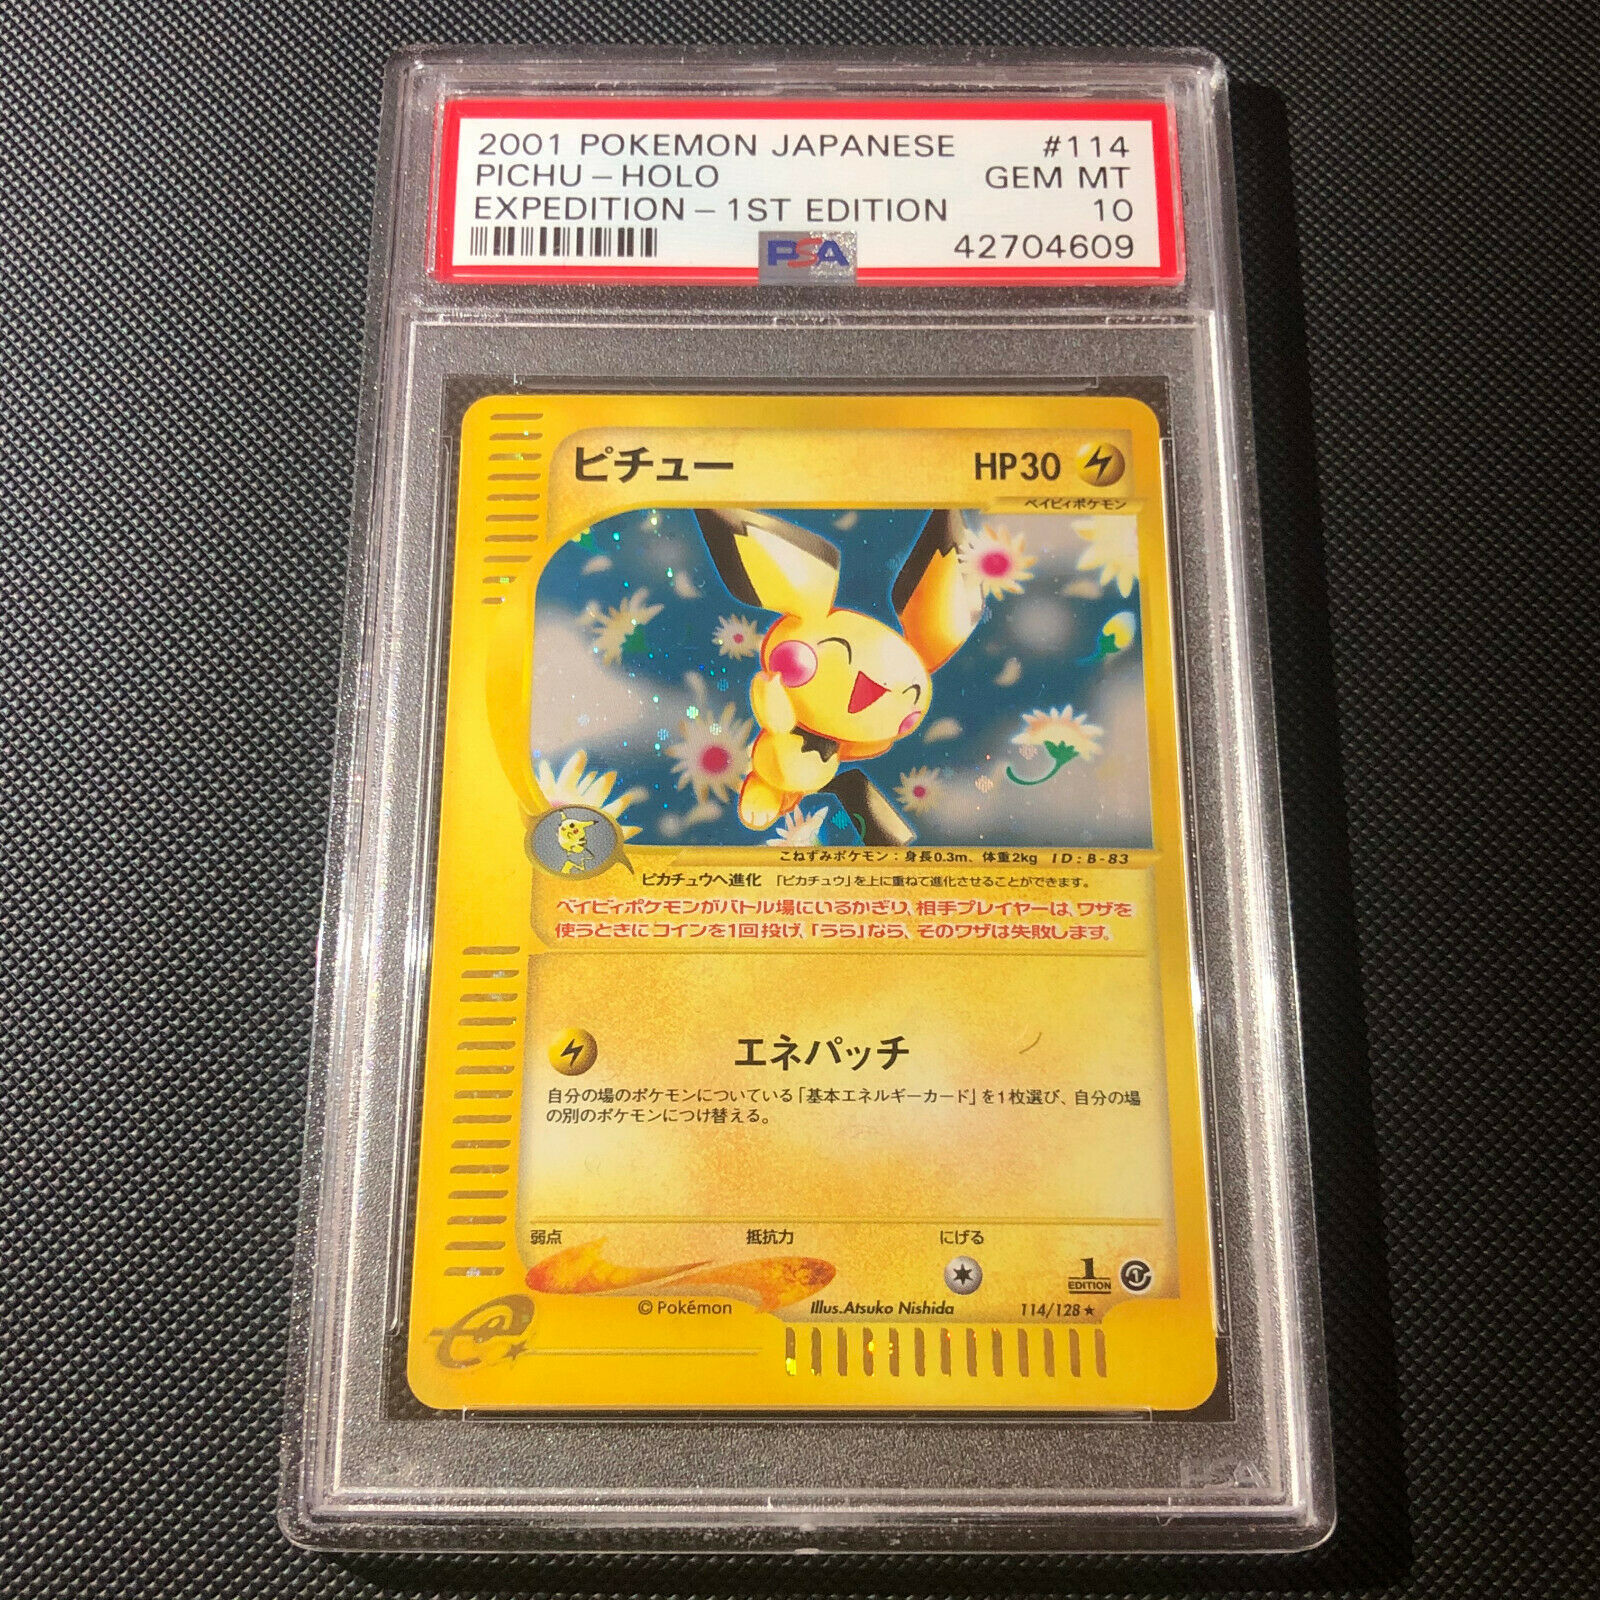 2001 POKEMON JAPANESE #114
PICHU - HOLO GEM MT
EXPEDITION - 1ST EDITION 10
PSA 42704609
ピチュー HP30
ベイビィポケモン
こねずみポケモン：身長0.3m、体重2kg ID:B-83
ピカチュウへ進化 「ピカチュウ」を上に重ねて進化させることができます。
ベイビィポケモンがバトル場にいるかぎり、相手プレイヤーは、ワザを
使うときにコインを1回投げ、「うら」なら、そのワザは失敗します。
エネパッチ
自分の場のポケモンについている「基本エネルギーカード」を1枚選び、自分の場
の別のポケモンにつけ替える。
弱点 抵抗力 にげる
1 EDITION
©Pokémon Illus.Atsuko Nishida 114/128★
e
PSA